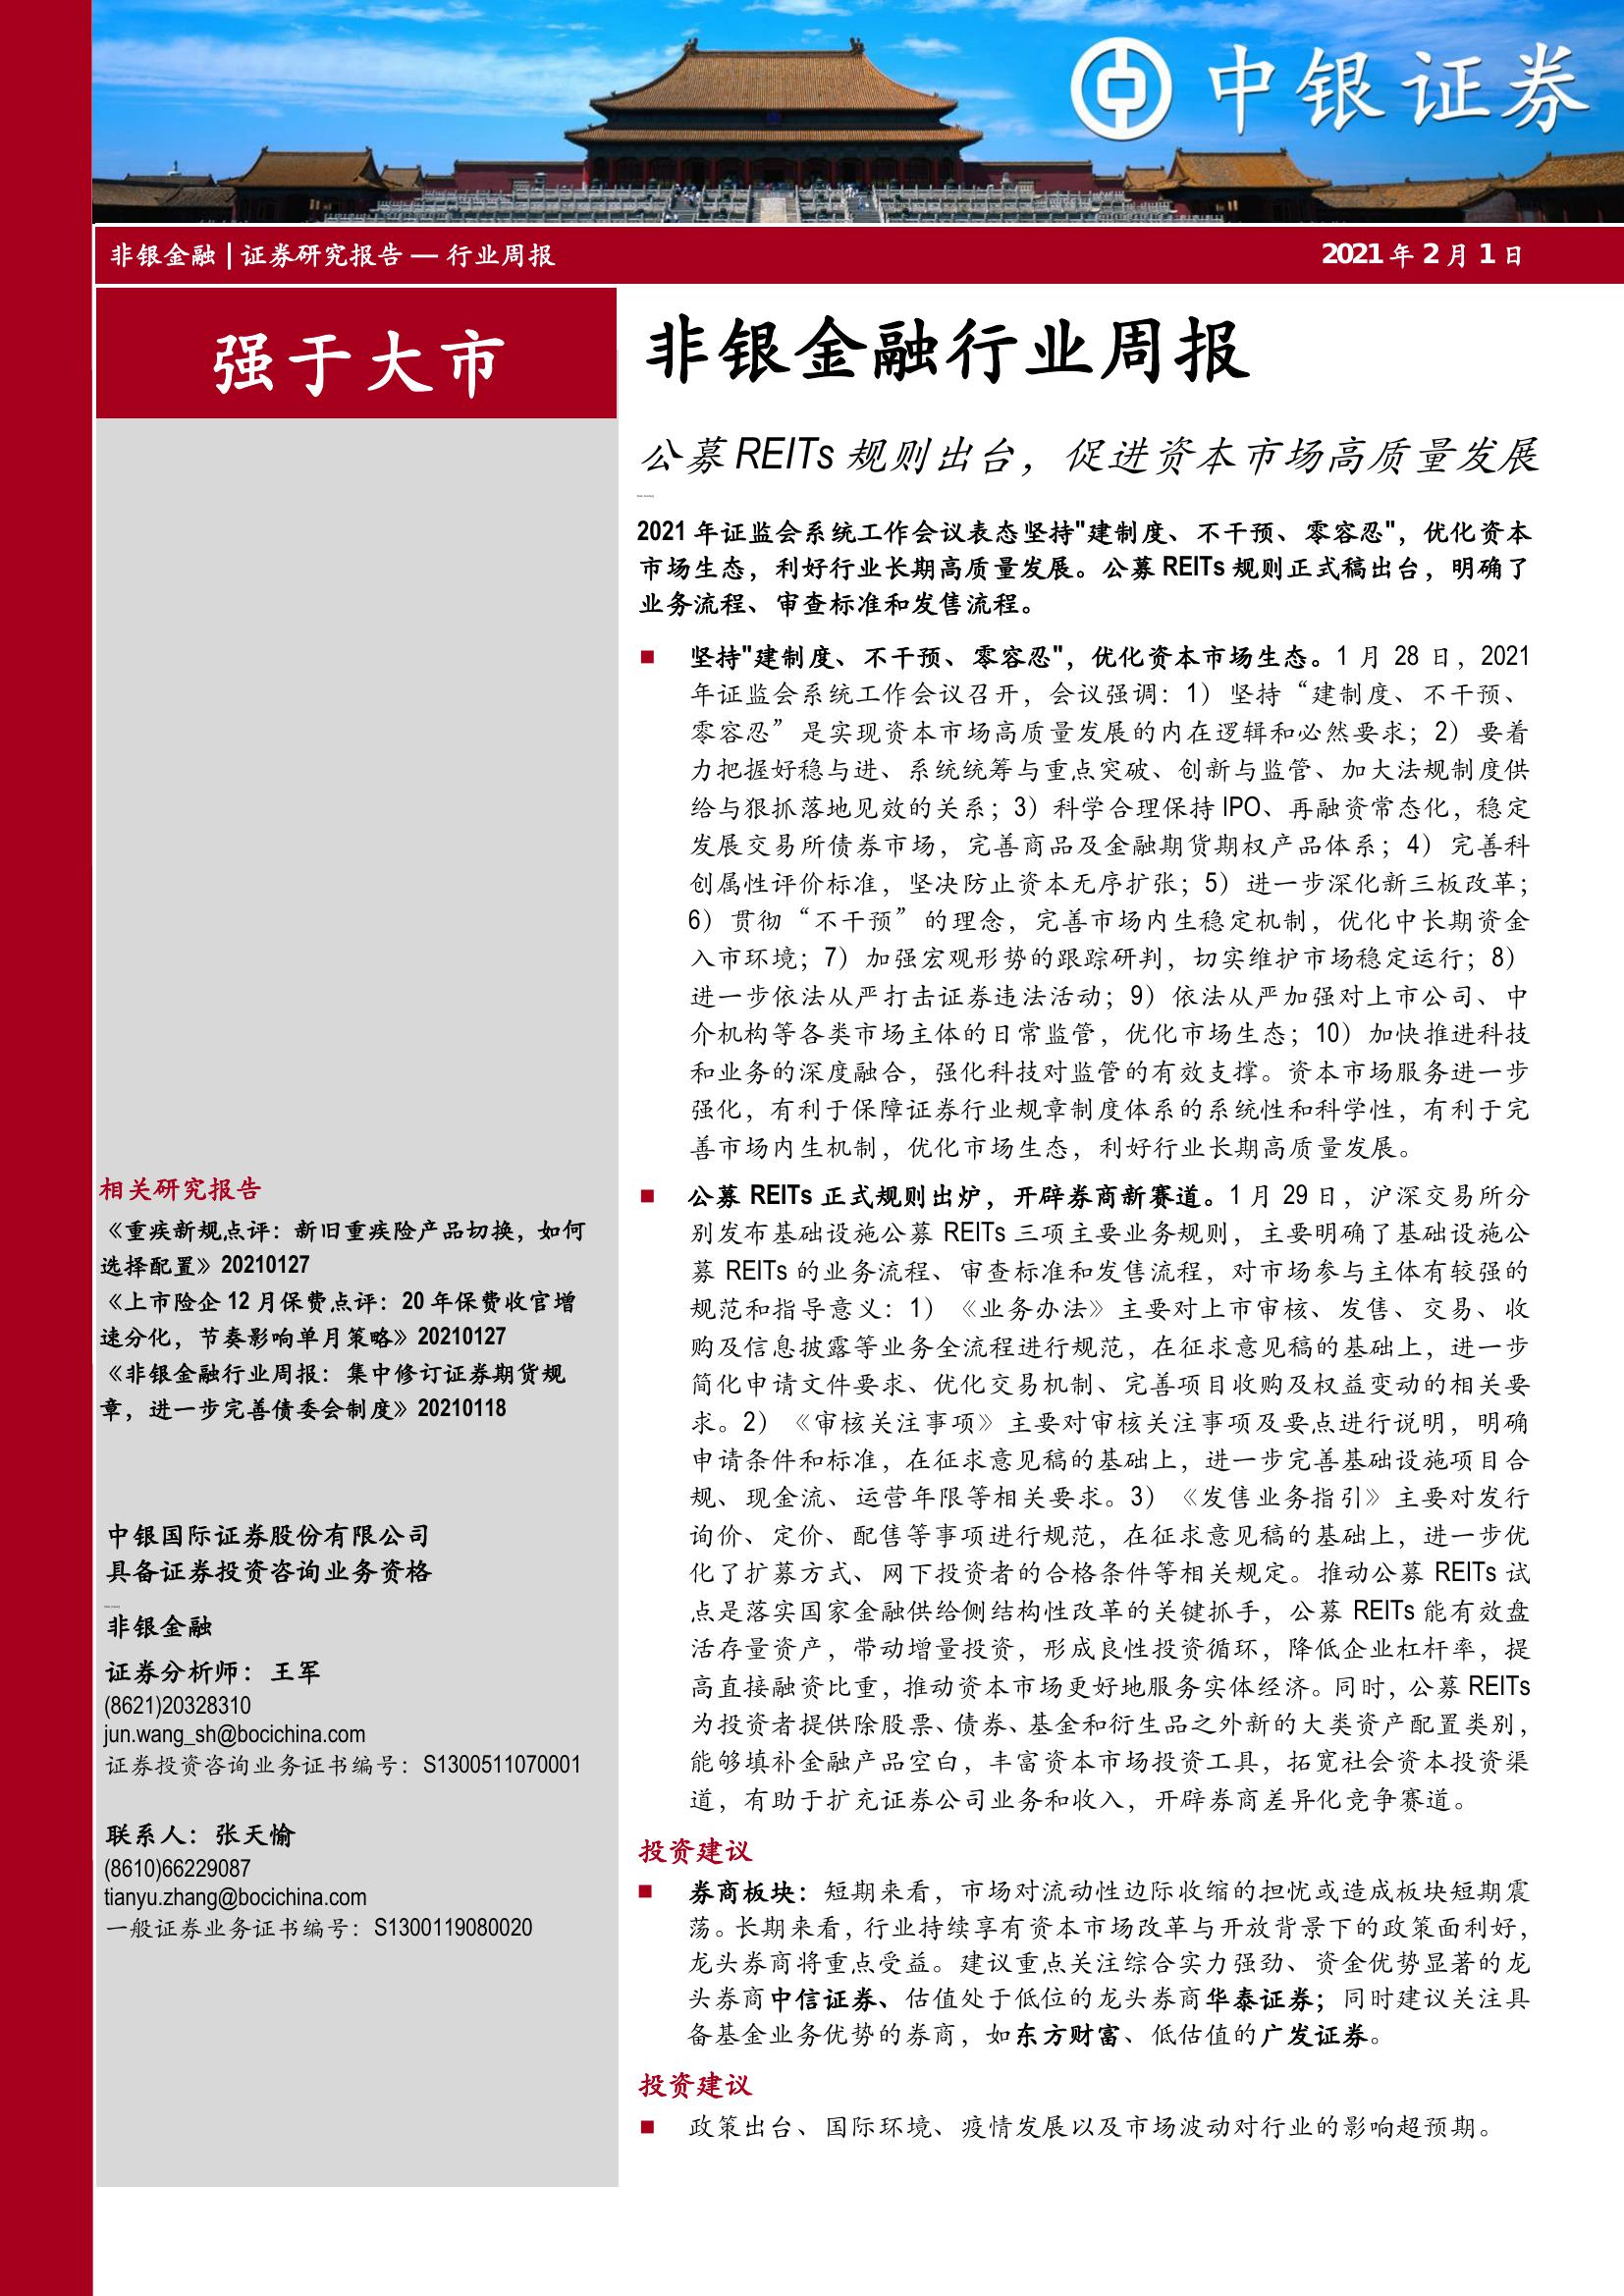 中银证券
非银金融 | 证券研究报告 — 行业周报
2021 年 2 月 1 日
强于大市
非银金融行业周报
公募 REITs 规则出台，促进资本市场高质量发展
2021 年证监会系统工作会议表态坚持"建制度、不干预、零容忍"，优化资本
市场生态，利好行业长期高质量发展。公募 REITs 规则正式稿出台，明确了
业务流程、审查标准和发售流程。
■ 坚持"建制度、不干预、零容忍"，优化资本市场生态。1 月 28 日，2021
年证监会系统工作会议召开，会议强调：1）坚持“建制度、不干预、
零容忍”是实现资本市场高质量发展的内在逻辑和必然要求；2）要着
力把握好稳与进、系统统筹与重点突破、创新与监管、加大法规制度供
给与狠抓落地见效的关系；3）科学合理保持 IPO、再融资常态化，稳定
发展交易所债券市场，完善商品及金融期货期权产品体系；4）完善科
创属性评价标准，坚决防止资本无序扩张；5）进一步深化新三板改革；
6）贯彻“不干预”的理念，完善市场内生稳定机制，优化中长期资金
入市环境；7）加强宏观形势的跟踪研判，切实维护市场稳定运行；8）
进一步依法从严打击证券违法活动；9）依法从严加强对上市公司、中
介机构等各类市场主体的日常监管，优化市场生态；10）加快推进科技
和业务的深度融合，强化科技对监管的有效支撑。资本市场服务进一步
强化，有利于保障证券行业规章制度体系的系统性和科学性，有利于完
善市场内生机制，优化市场生态，利好行业长期高质量发展。
■ 公募 REITs 正式规则出炉，开辟券商新赛道。1 月 29 日，沪深交易所分
别发布基础设施公募 REITs 三项主要业务规则，主要明确了基础设施公
募 REITs 的业务流程、审查标准和发售流程，对市场参与主体有较强的
规范和指导意义：1）《业务办法》主要对上市审核、发售、交易、收
购及信息披露等业务全流程进行规范，在征求意见稿的基础上，进一步
简化申请文件要求、优化交易机制、完善项目收购及权益变动的相关要
求。2）《审核关注事项》主要对审核关注事项及要点进行说明，明确
申请条件和标准，在征求意见稿的基础上，进一步完善基础设施项目合
规、现金流、运营年限等相关要求。3）《发售业务指引》主要对发行
询价、定价、配售等事项进行规范，在征求意见稿的基础上，进一步优
化了扩募方式、网下投资者的合格条件等相关规定。推动公募 REITs 试
点是落实国家金融供给侧结构性改革的关键抓手，公募 REITs 能有效盘
活存量资产，带动增量投资，形成良性投资循环，降低企业杠杆率，提
高直接融资比重，推动资本市场更好地服务实体经济。同时，公募 REITs
为投资者提供除股票、债券、基金和衍生品之外新的大类资产配置类别，
能够填补金融产品空白，丰富资本市场投资工具，拓宽社会资本投资渠
道，有助于扩充证券公司业务和收入，开辟券商差异化竞争赛道。
投资建议
■ 券商板块：短期来看，市场对流动性边际收缩的担忧或造成板块短期震
荡。长期来看，行业持续享有资本市场改革与开放背景下的政策面利好，
龙头券商将重点受益。建议重点关注综合实力强劲、资金优势显著的龙
头券商中信证券、估值处于低位的龙头券商华泰证券；同时建议关注具
备基金业务优势的券商，如东方财富、低估值的广发证券。
投资建议
■ 政策出台、国际环境、疫情发展以及市场波动对行业的影响超预期。
相关研究报告
《重疾新规点评：新旧重疾险产品切换，如何
选择配置》20210127
《上市险企 12 月保费点评：20 年保费收官增
速分化，节奏影响单月策略》20210127
《非银金融行业周报：集中修订证券期货规
章，进一步完善债委会制度》20210118
中银国际证券股份有限公司
具备证券投资咨询业务资格
非银金融
证券分析师：王军
(8621)20328310
jun.wang_sh@bocichina.com
证券投资咨询业务证书编号：S1300511070001
联系人：张天愉
(8610)66229087
tianyu.zhang@bocichina.com
一般证券业务证书编号：S1300119080020